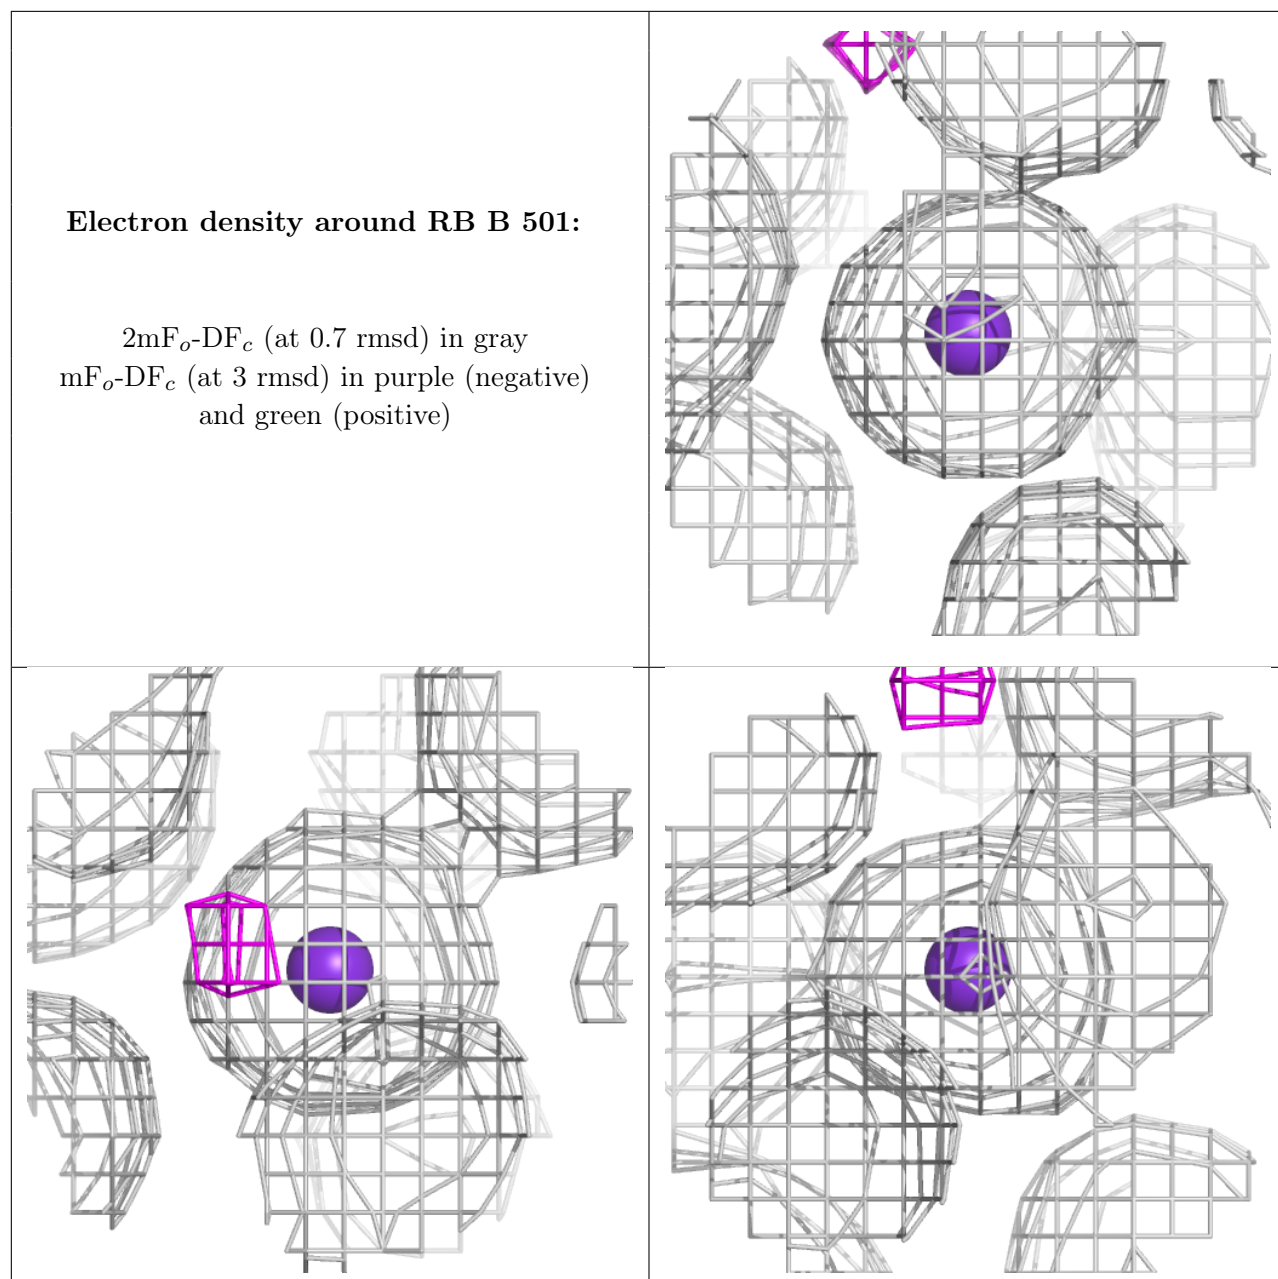 Electron density around RB B 501:
2mFo-DFc (at 0.7 rmsd) in gray
mFo-DFc (at 3 rmsd) in purple (negative)
and green (positive)